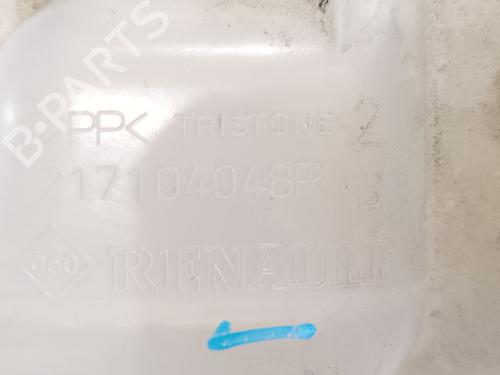 B-PARTS
>PP< TRISTONE 2
217104048R B
RENAULT